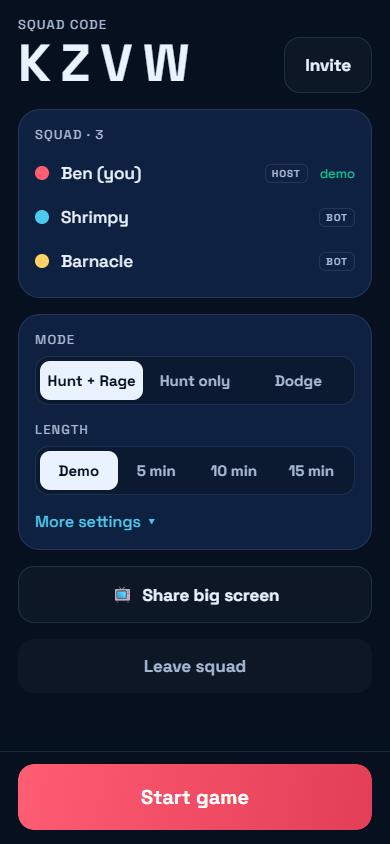 SQUAD CODE
KZVW
Invite
SQUAD · 3
Ben (you) HOST demo
Shrimpy BOT
Barnacle BOT
MODE
Hunt + Rage Hunt only Dodge
LENGTH
Demo 5 min 10 min 15 min
More settings ▾
Share big screen
Leave squad
Start game